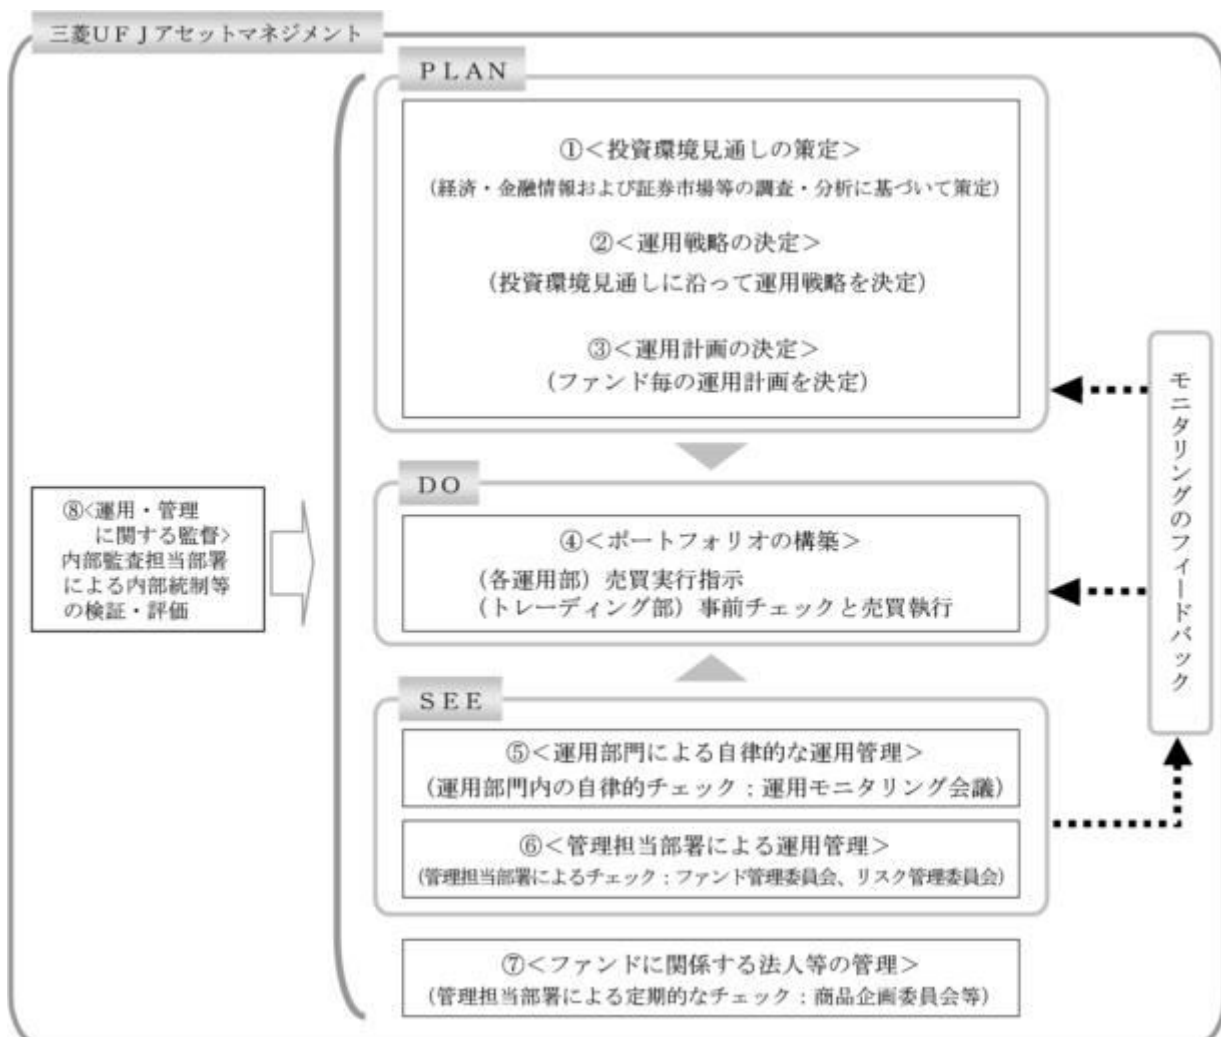 三菱UFJアセットマネジメント
PLAN
①<投資環境見通しの策定>
(経済・金融情報および証券市場等の調査・分析に基づいて策定)
②<運用戦略の決定>
(投資環境見通しに沿って運用戦略を決定)
③<運用計画の決定>
(ファンド毎の運用計画を決定)
DO
④<ポートフォリオの構築>
(各運用部)売買実行指示
(トレーディング部)事前チェックと売買執行
SEE
⑤<運用部門による自律的な運用管理>
(運用部門内の自律的チェック:運用モニタリング会議)
⑥<管理担当部署による運用管理>
(管理担当部署によるチェック:ファンド管理委員会、リスク管理委員会)
⑦<ファンドに関係する法人等の管理>
(管理担当部署による定期的なチェック:商品企画委員会等)
⑧<運用・管理
に関する監督>
内部監査担当部署
による内部統制等
の検証・評価
モニタリングのフィードバック